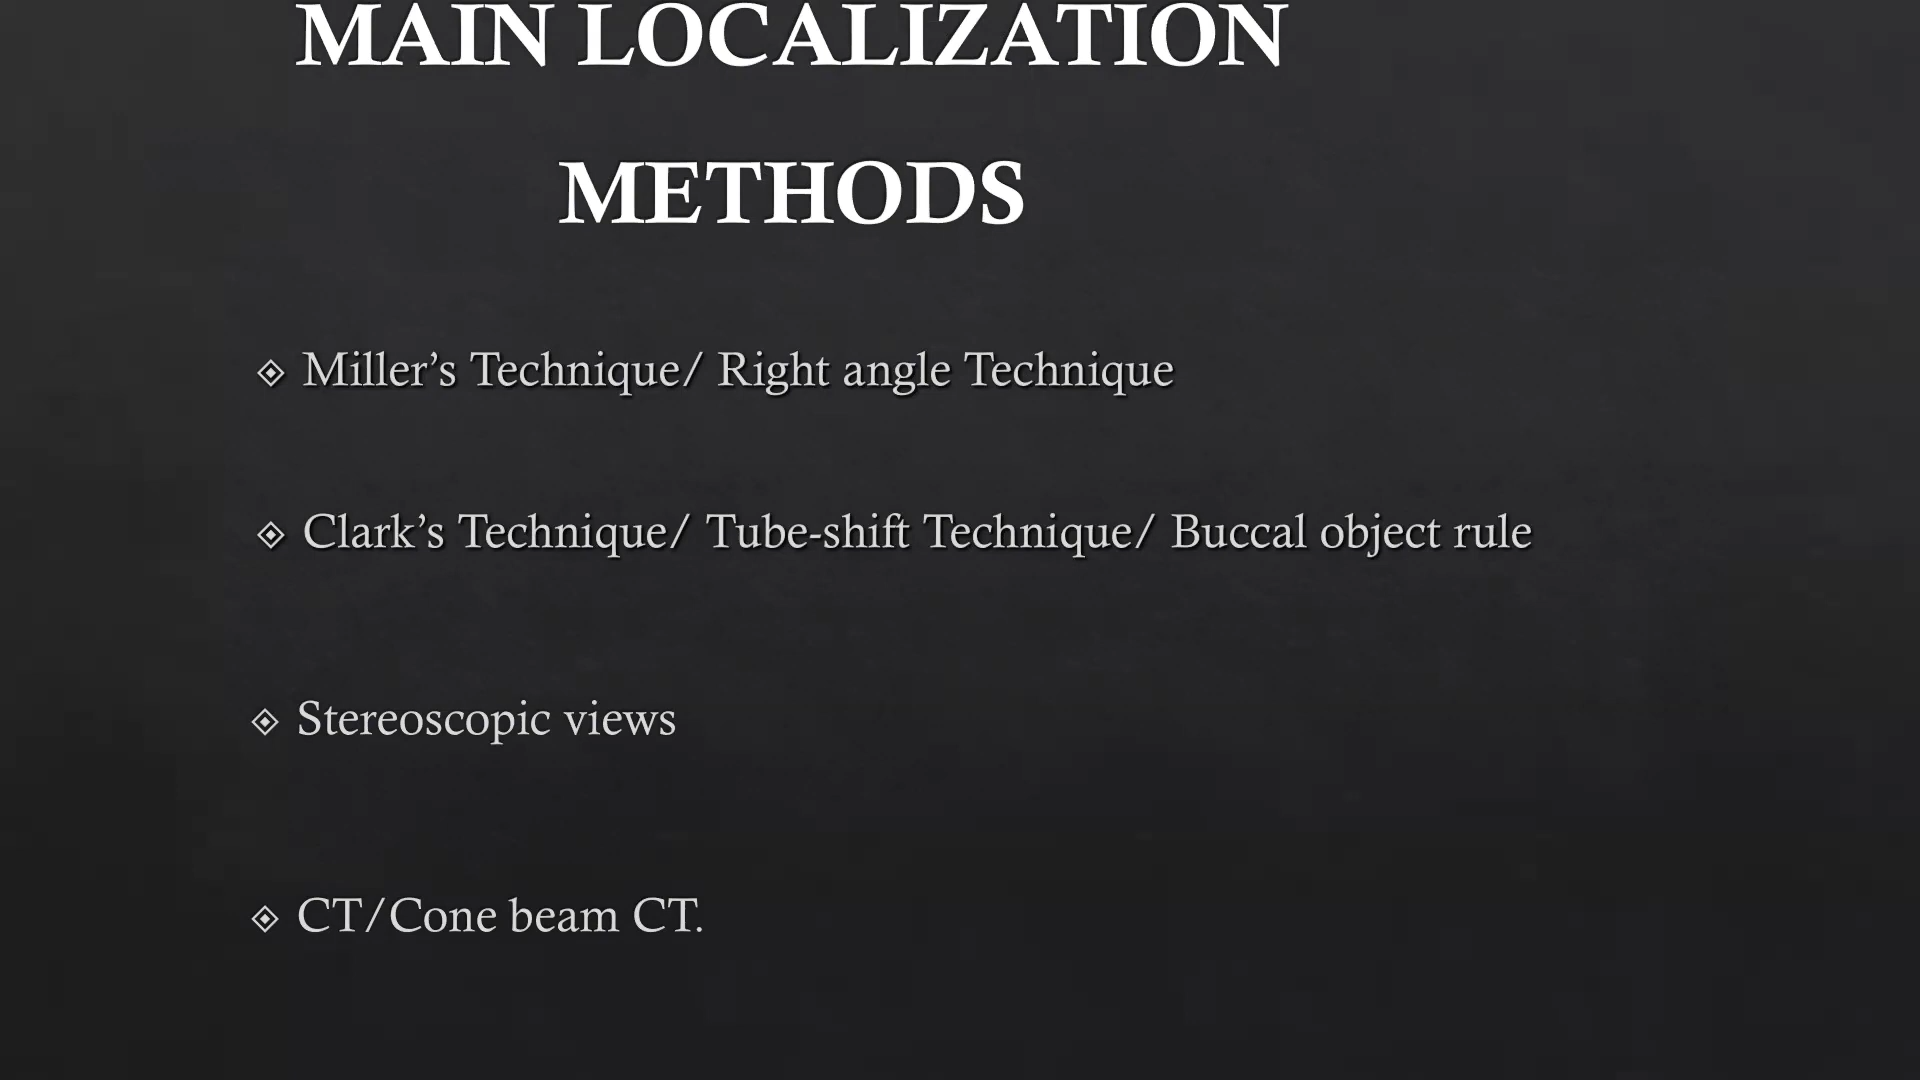 MAIN LOCALIZATION
METHODS
Miller’s Technique/ Right angle Technique
Clark’s Technique/ Tube-shift Technique/ Buccal object rule
Stereoscopic views
CT/Cone beam CT.